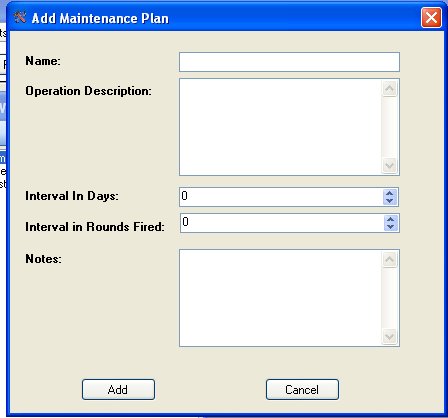 Add Maintenance Plan
Name:
Operation Description:
Interval In Days:
0
Interval in Rounds Fired:
0
Notes:
Add
Cancel